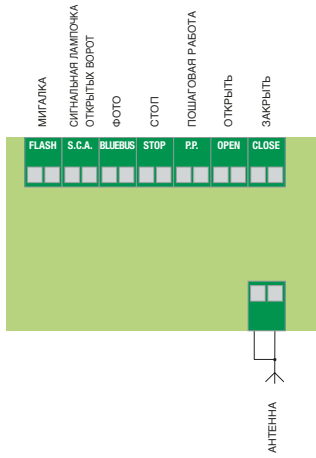 МИГАЛКА
СИГНАЛЬНАЯ ЛАМПОЧКА
ОТКРЫТЫХ ВОРОТ
ФОТО
СТОП
ПОШАГОВАЯ РАБОТА
ОТКРЫТЬ
ЗАКРЫТЬ
FLASH S.C.A. BLUEBUS STOP P.P. OPEN CLOSE
АНТЕННА